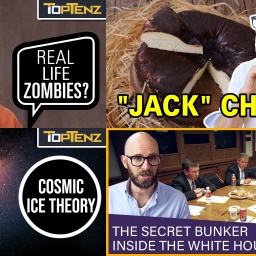 TOPTENZ
REAL
LIFE
ZOMBIES?
"JACK" CH
TOPTENZ
COSMIC
ICE THEORY
THE SECRET BUNKER
INSIDE THE WHITE HOU